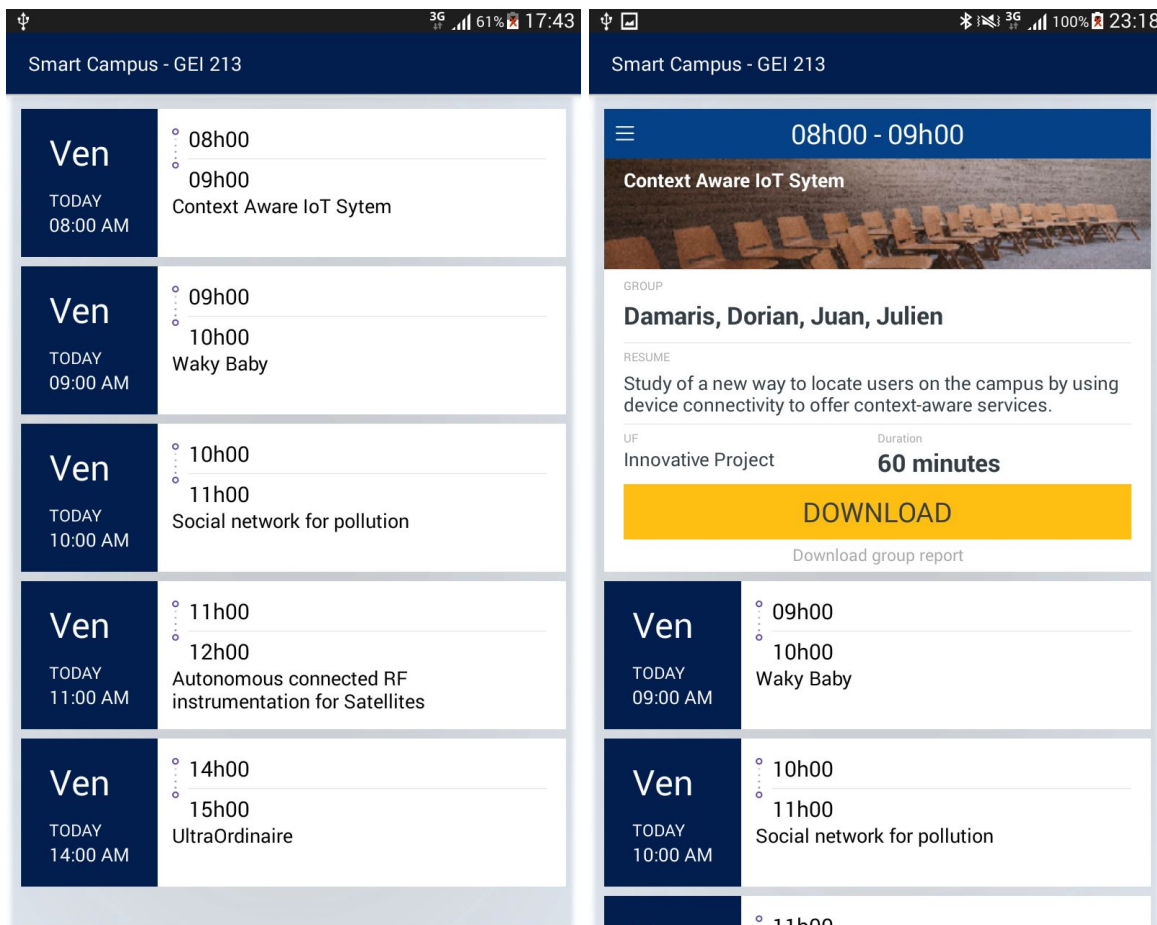 3G 61% 17:43
Smart Campus - GEI 213
Ven
TODAY
08:00 AM
08h00
09h00
Context Aware IoT Sytem
Ven
TODAY
09:00 AM
09h00
10h00
Waky Baby
Ven
TODAY
10:00 AM
10h00
11h00
Social network for pollution
Ven
TODAY
11:00 AM
11h00
12h00
Autonomous connected RF
instrumentation for Satellites
Ven
TODAY
14:00 AM
14h00
15h00
UltraOrdinaire
3G 100% 23:18
Smart Campus - GEI 213
08h00 - 09h00
Context Aware IoT Sytem
GROUP
Damaris, Dorian, Juan, Julien
RESUME
Study of a new way to locate users on the campus by using
device connectivity to offer context-aware services.
UF
Innovative Project
Duration
60 minutes
DOWNLOAD
Download group report
Ven
TODAY
09:00 AM
09h00
10h00
Waky Baby
Ven
TODAY
10:00 AM
10h00
11h00
Social network for pollution
11h00